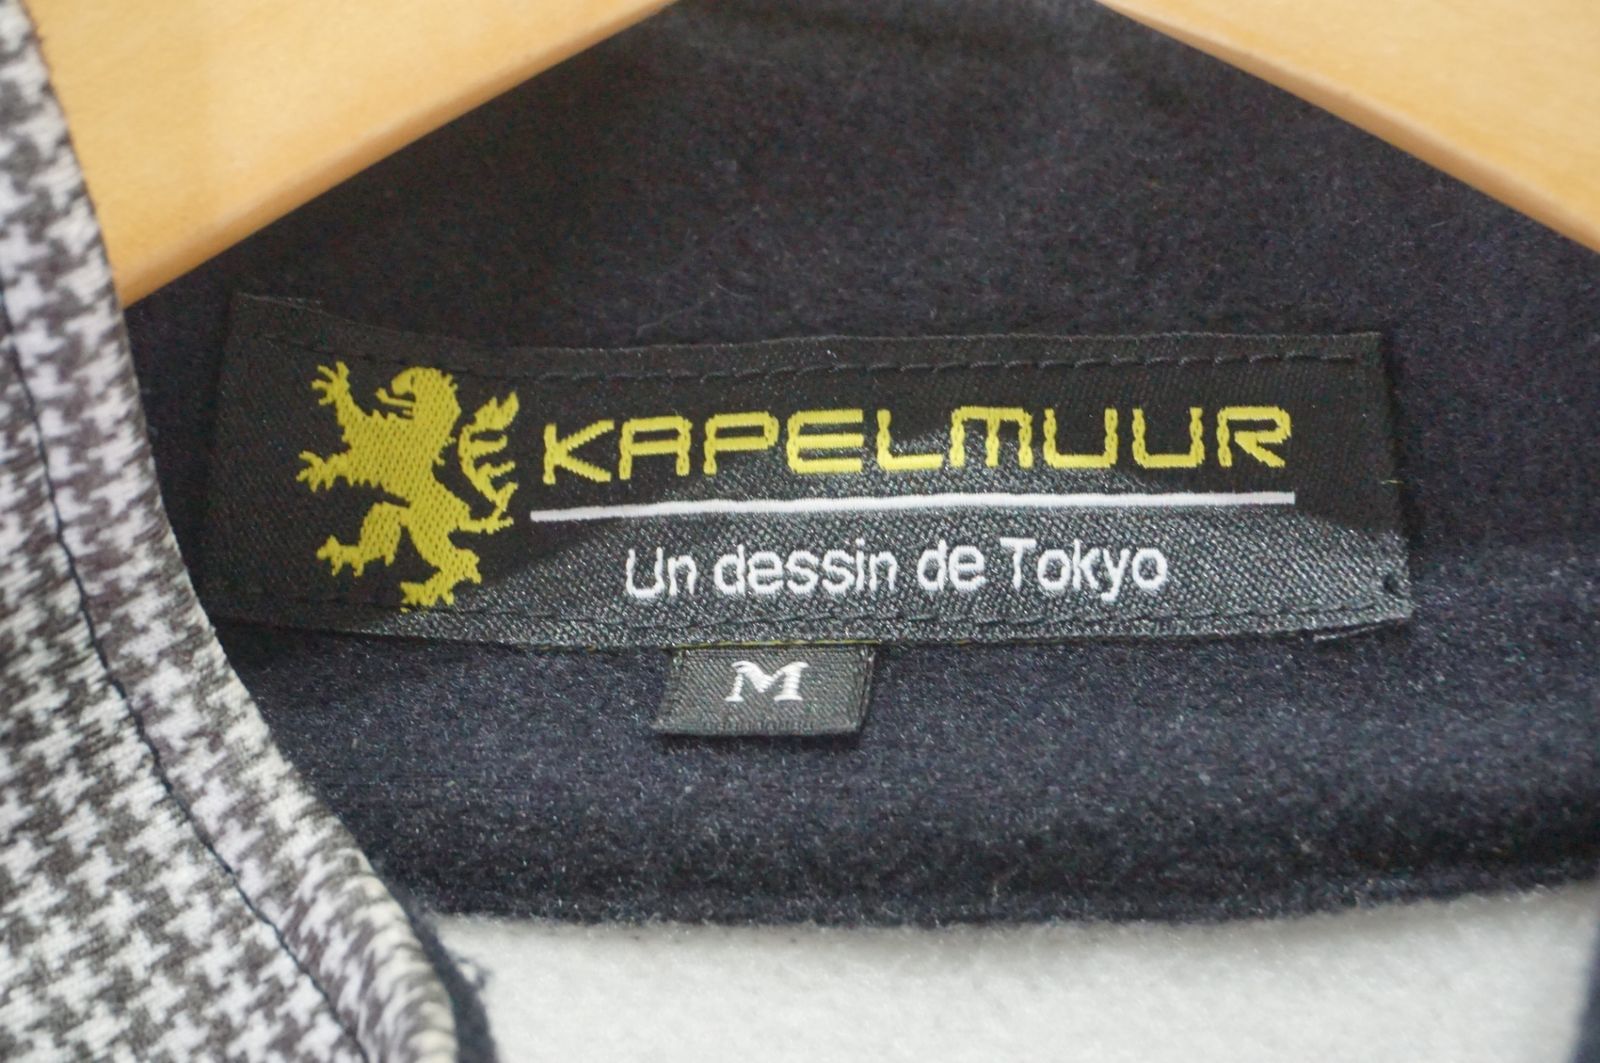 KAPELMUUR
Un dessin de Tokyo
M